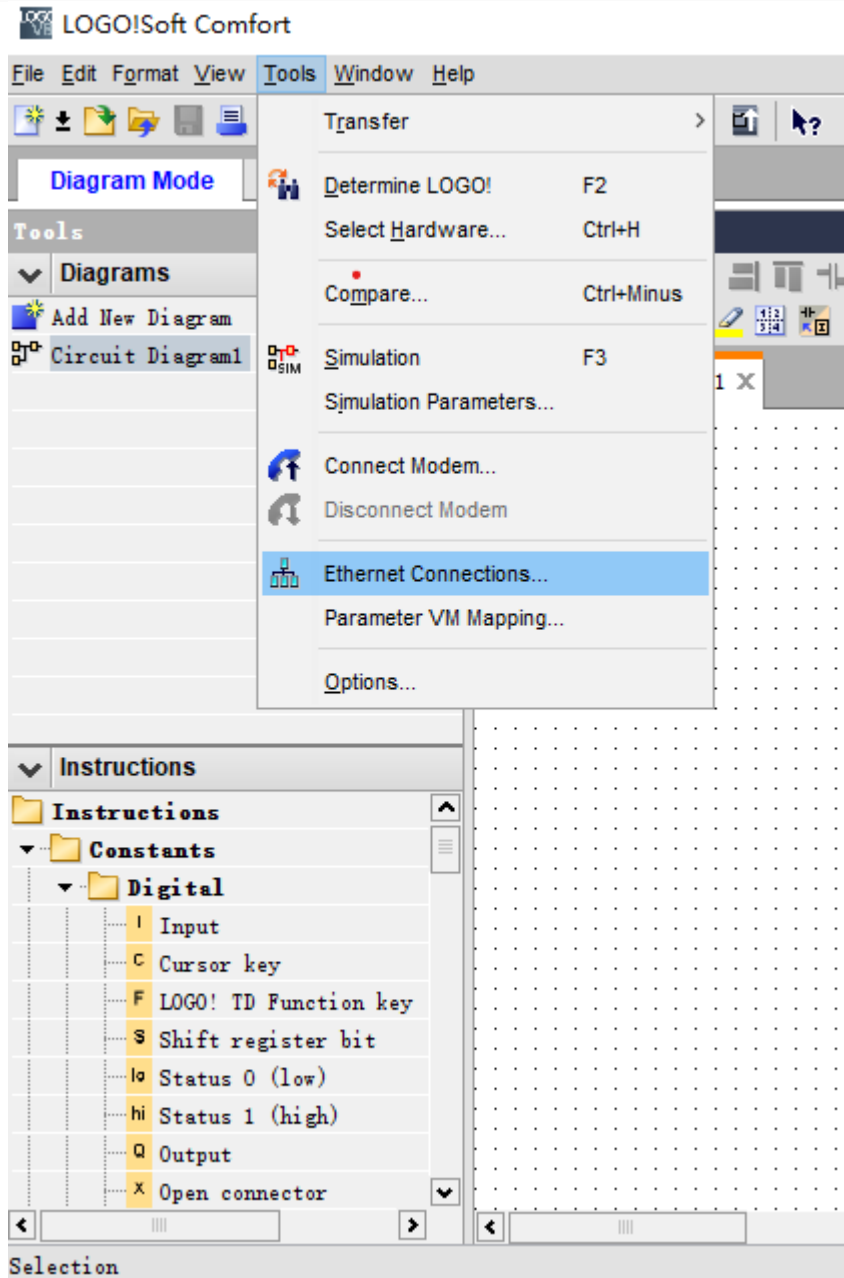 LOGO!Soft Comfort
File Edit Format View Tools Window Help
Diagram Mode
Tools
Diagrams
Add New Diagram
Circuit Diagram1
Transfer
Determine LOGO! F2
Select Hardware... Ctrl+H
Compare... Ctrl+Minus
Simulation F3
Simulation Parameters...
Connect Modem...
Disconnect Modem
Ethernet Connections...
Parameter VM Mapping...
Options...
1
Instructions
Instructions
Constants
Digital
I Input
C Cursor key
F LOGO! TD Function key
S Shift register bit
lo Status 0 (low)
hi Status 1 (high)
Q Output
X Open connector
Selection